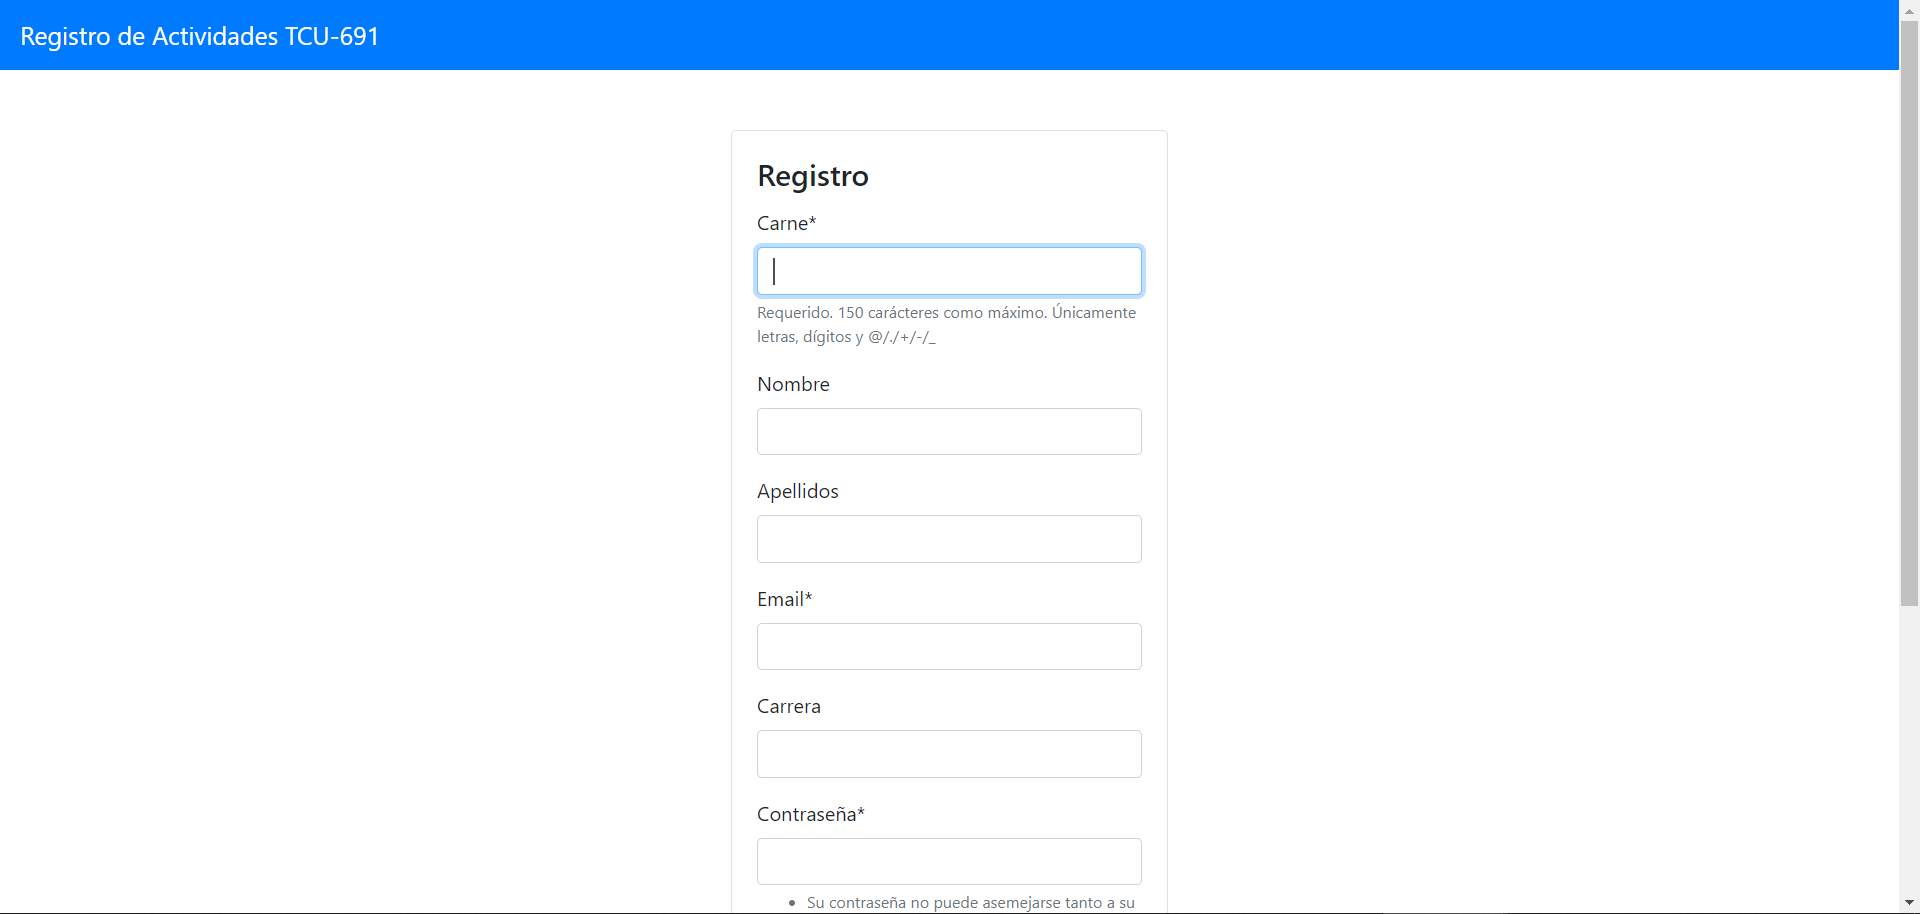 Registro de Actividades TCU-691
Registro
Carne*
Requerido. 150 carácteres como máximo. Únicamente
letras, dígitos y @/./+/-/_
Nombre
Apellidos
Email*
Carrera
Contraseña*
• Su contraseña no puede asemejarse tanto a su